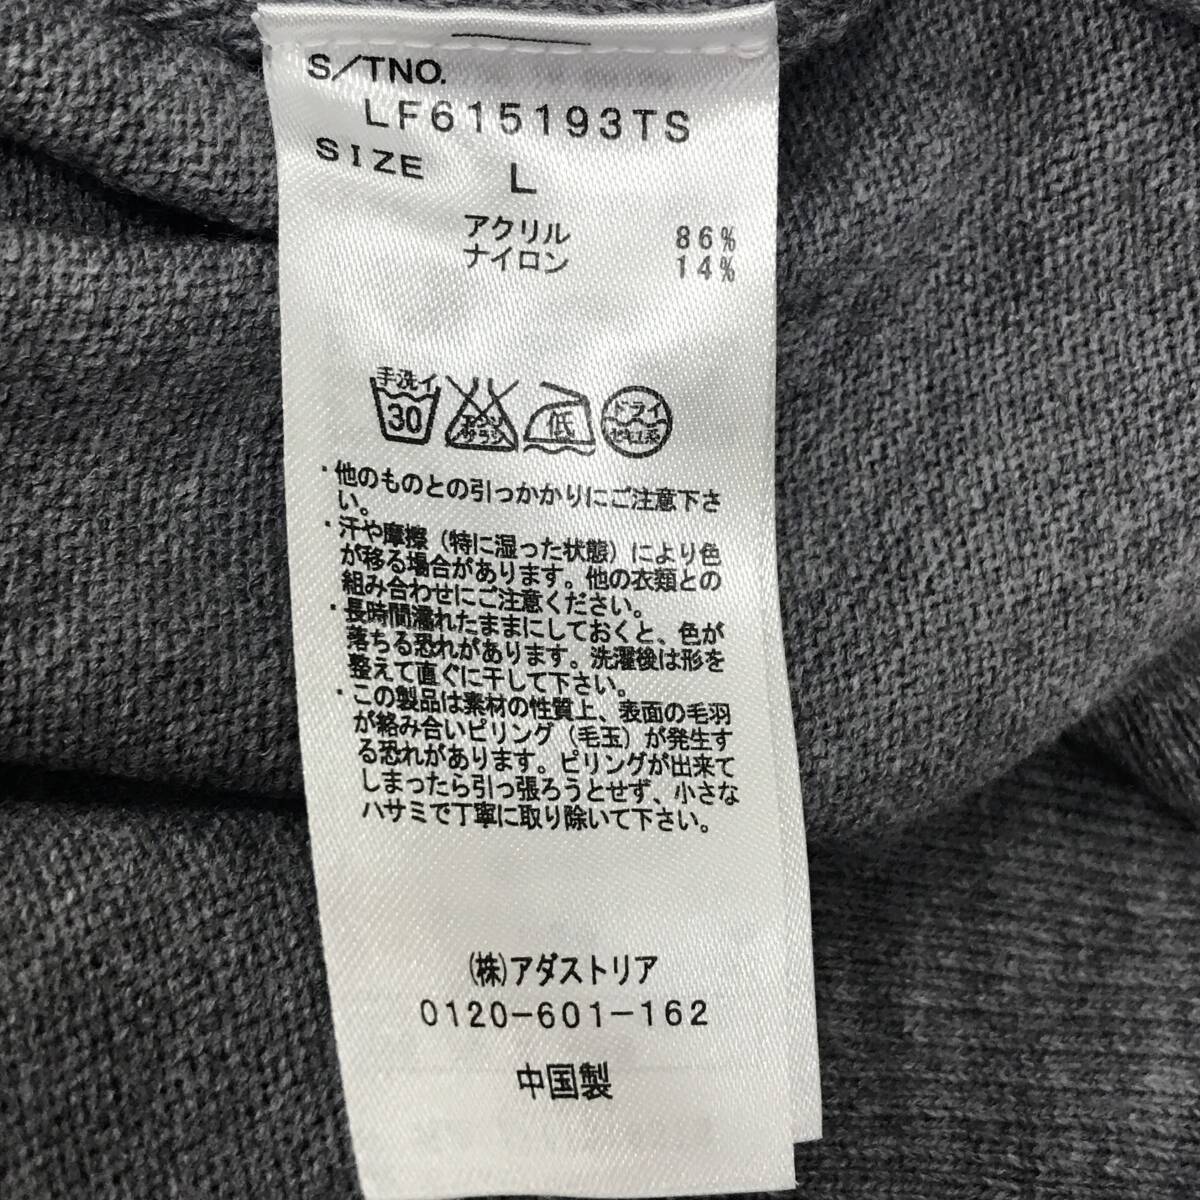 S/TNO.
LF615193TS
SIZE L
アクリル 86%
ナイロン 14%
手洗イ
30
エンソ
サラシ
低
ドライ
セキユ系
・他のものとの引っかかりにご注意下さ
い。
・汗や摩擦（特に湿った状態）により色
が移る場合があります。他の衣類との
組み合わせにご注意ください。
・長時間濡れたままにしておくと、色が
落ちる恐れがあります。洗濯後は形を
整えて直ぐに干して下さい。
・この製品は素材の性質上、表面の毛羽
が絡み合いピリング（毛玉）が発生す
る恐れがあります。ピリングが出来て
しまったら引っ張ろうとせず、小さな
ハサミで丁寧に取り除いて下さい。
(株)アダストリア
0120-601-162
中国製